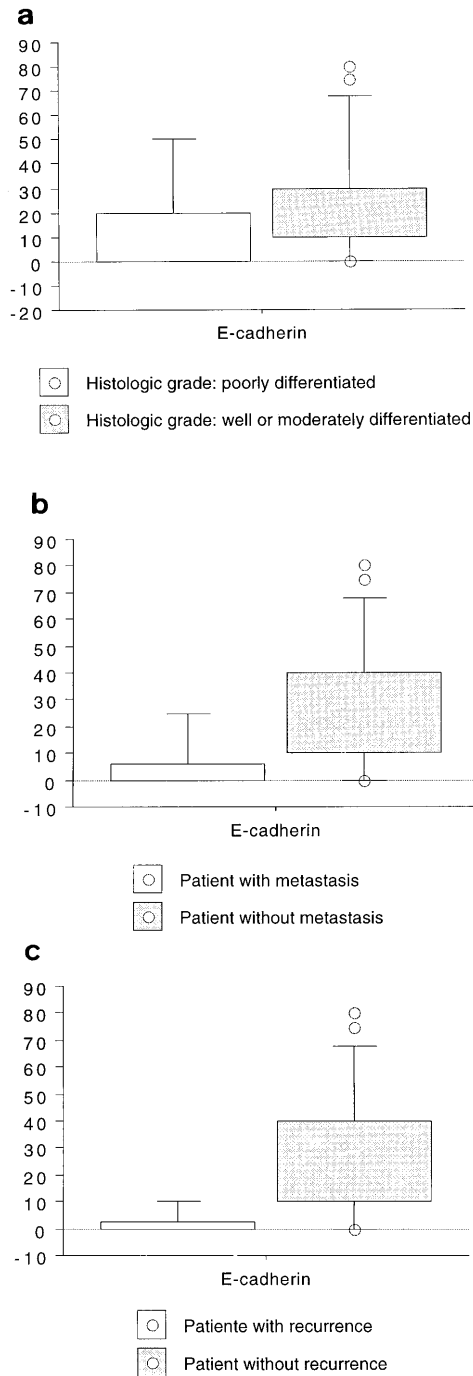 a
90
80
70
60
50
40
30
20
10
0
-10
-20
E-cadherin
Histologic grade: poorly differentiated
Histologic grade: well or moderately differentiated
b
90
80
70
60
50
40
30
20
10
0
-10
E-cadherin
Patient with metastasis
Patient without metastasis
c
90
80
70
60
50
40
30
20
10
0
-10
E-cadherin
Patiente with recurrence
Patient without recurrence